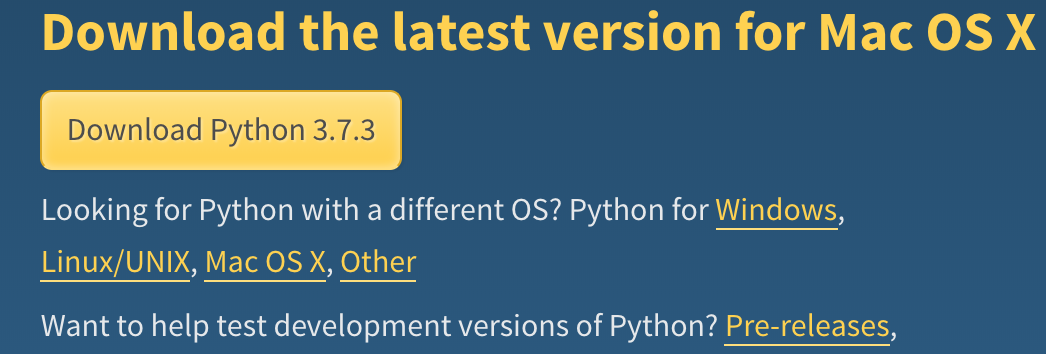 Download the latest version for Mac OS X
Download Python 3.7.3
Looking for Python with a different OS? Python for Windows,
Linux/UNIX, Mac OS X, Other
Want to help test development versions of Python? Pre-releases,